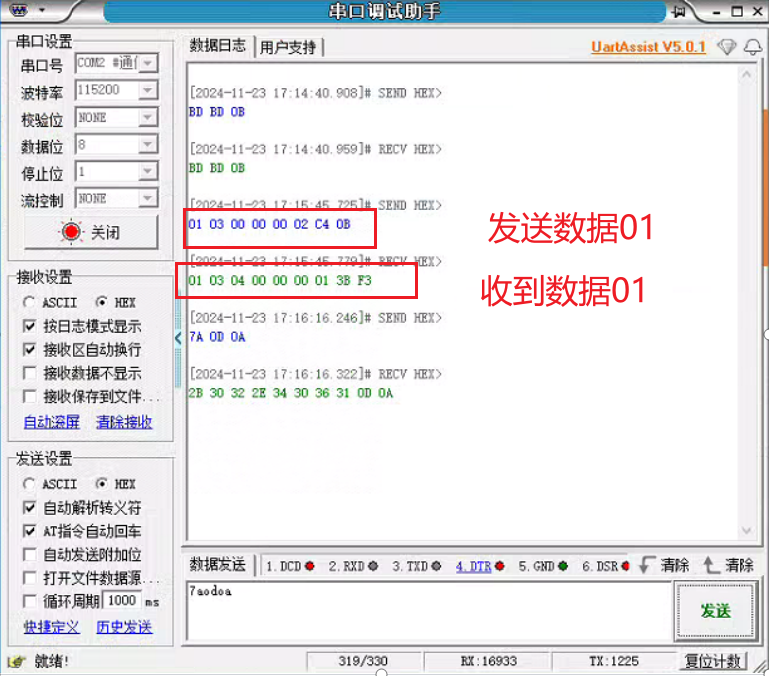 串口调试助手
串口设置
串口号 COM2 #通
波特率 115200
校验位 NONE
数据位 8
停止位 1
流控制 NONE
关闭
接收设置
ASCII HEX
按日志模式显示
接收区自动换行
接收数据不显示
接收保存到文件...
自动滚屏 清除接收
发送设置
ASCII HEX
自动解析转义符
AT指令自动回车
自动发送附加位
打开文件数据源...
循环周期 1000 ms
快捷定义 历史发送
数据日志 用户支持 UartAssist V5.0.1
[2024-11-23 17:14:40.908]# SEND HEX>
BD BD 0B
[2024-11-23 17:14:40.959]# RECV HEX>
BD BD 0B
[2024-11-23 17:15:45.725]# SEND HEX>
01 03 00 00 00 02 C4 0B
发送数据01
[2024-11-23 17:15:45.779]# RECV HEX>
01 03 04 00 00 00 01 3B F3
收到数据01
[2024-11-23 17:16:16.246]# SEND HEX>
7A 0D 0A
[2024-11-23 17:16:16.322]# RECV HEX>
2B 30 32 2E 34 30 36 31 0D 0A
数据发送 1.DCD 2.RXD 3.TXD 4.DTR 5.GND 6.DSR 清除 清除
7aodoa
发送
就绪! 319/330 RX:16933 TX:1225 复位计数